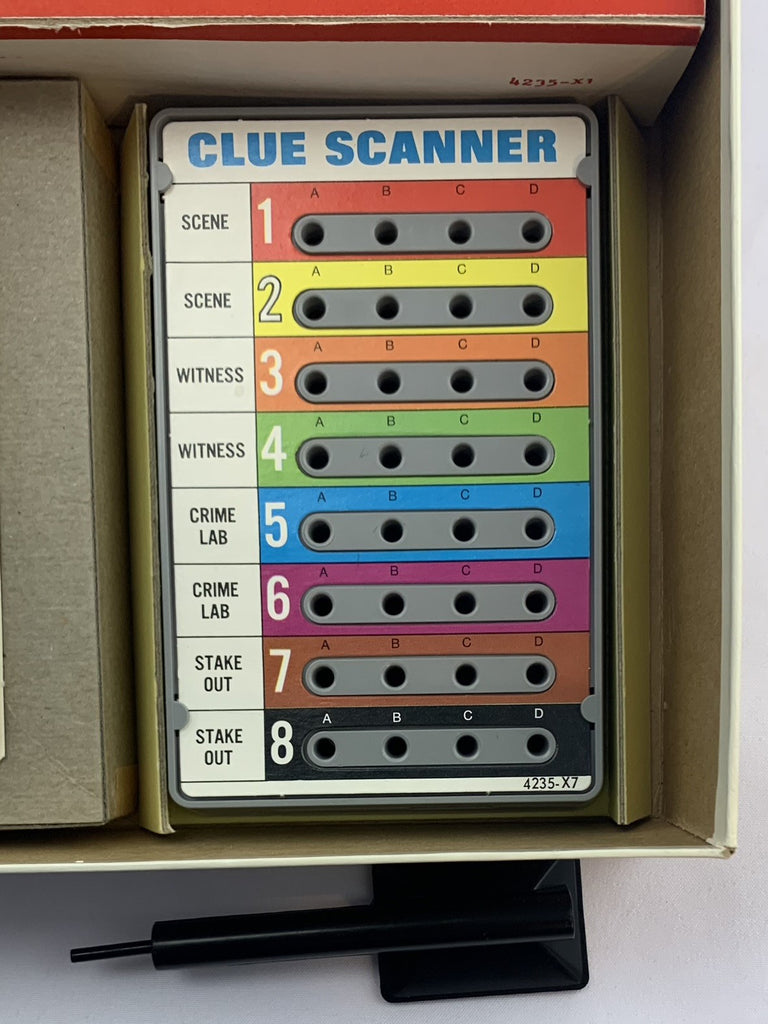 4235-X1
CLUE SCANNER
A B C D
SCENE 1
A B C D
SCENE 2
A B C D
WITNESS 3
A B C D
WITNESS 4
A B C D
CRIME
LAB 5
A B C D
CRIME
LAB 6
A B C D
STAKE
OUT 7
A B C D
STAKE
OUT 8
4235-X7